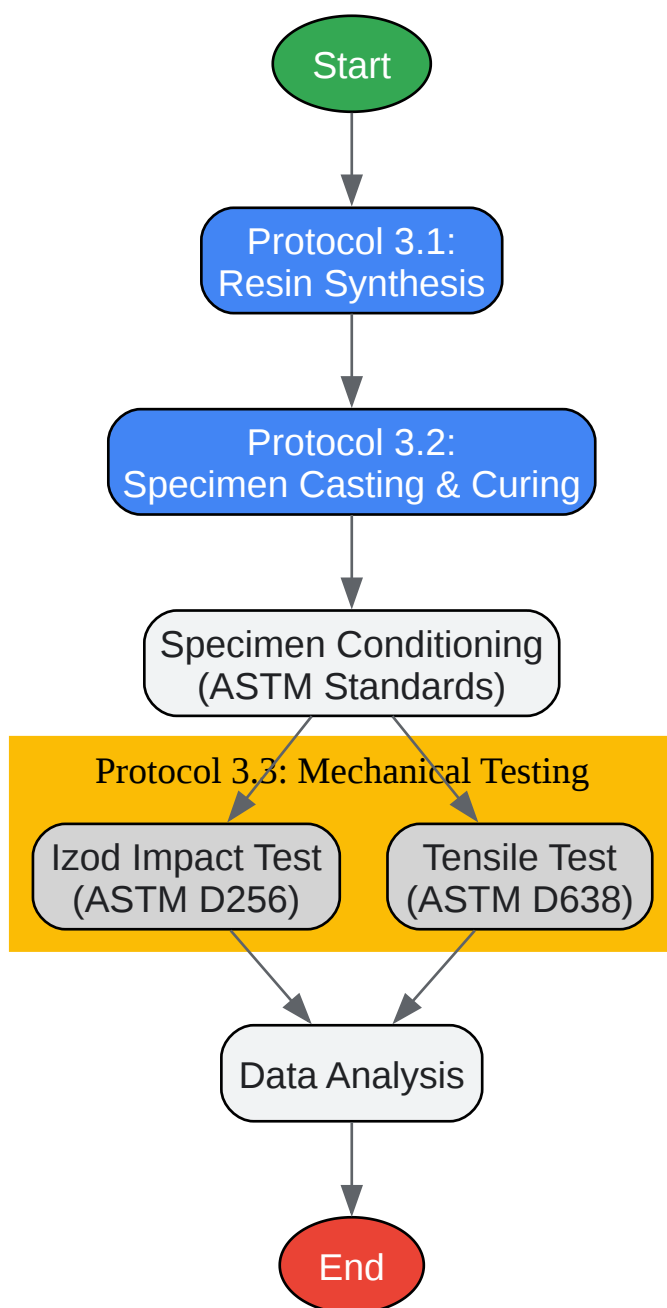 Start
Protocol 3.1:
Resin Synthesis
Protocol 3.2:
Specimen Casting & Curing
Specimen Conditioning
(ASTM Standards)
Protocol 3.3: Mechanical Testing
Izod Impact Test
(ASTM D256)
Tensile Test
(ASTM D638)
Data Analysis
End